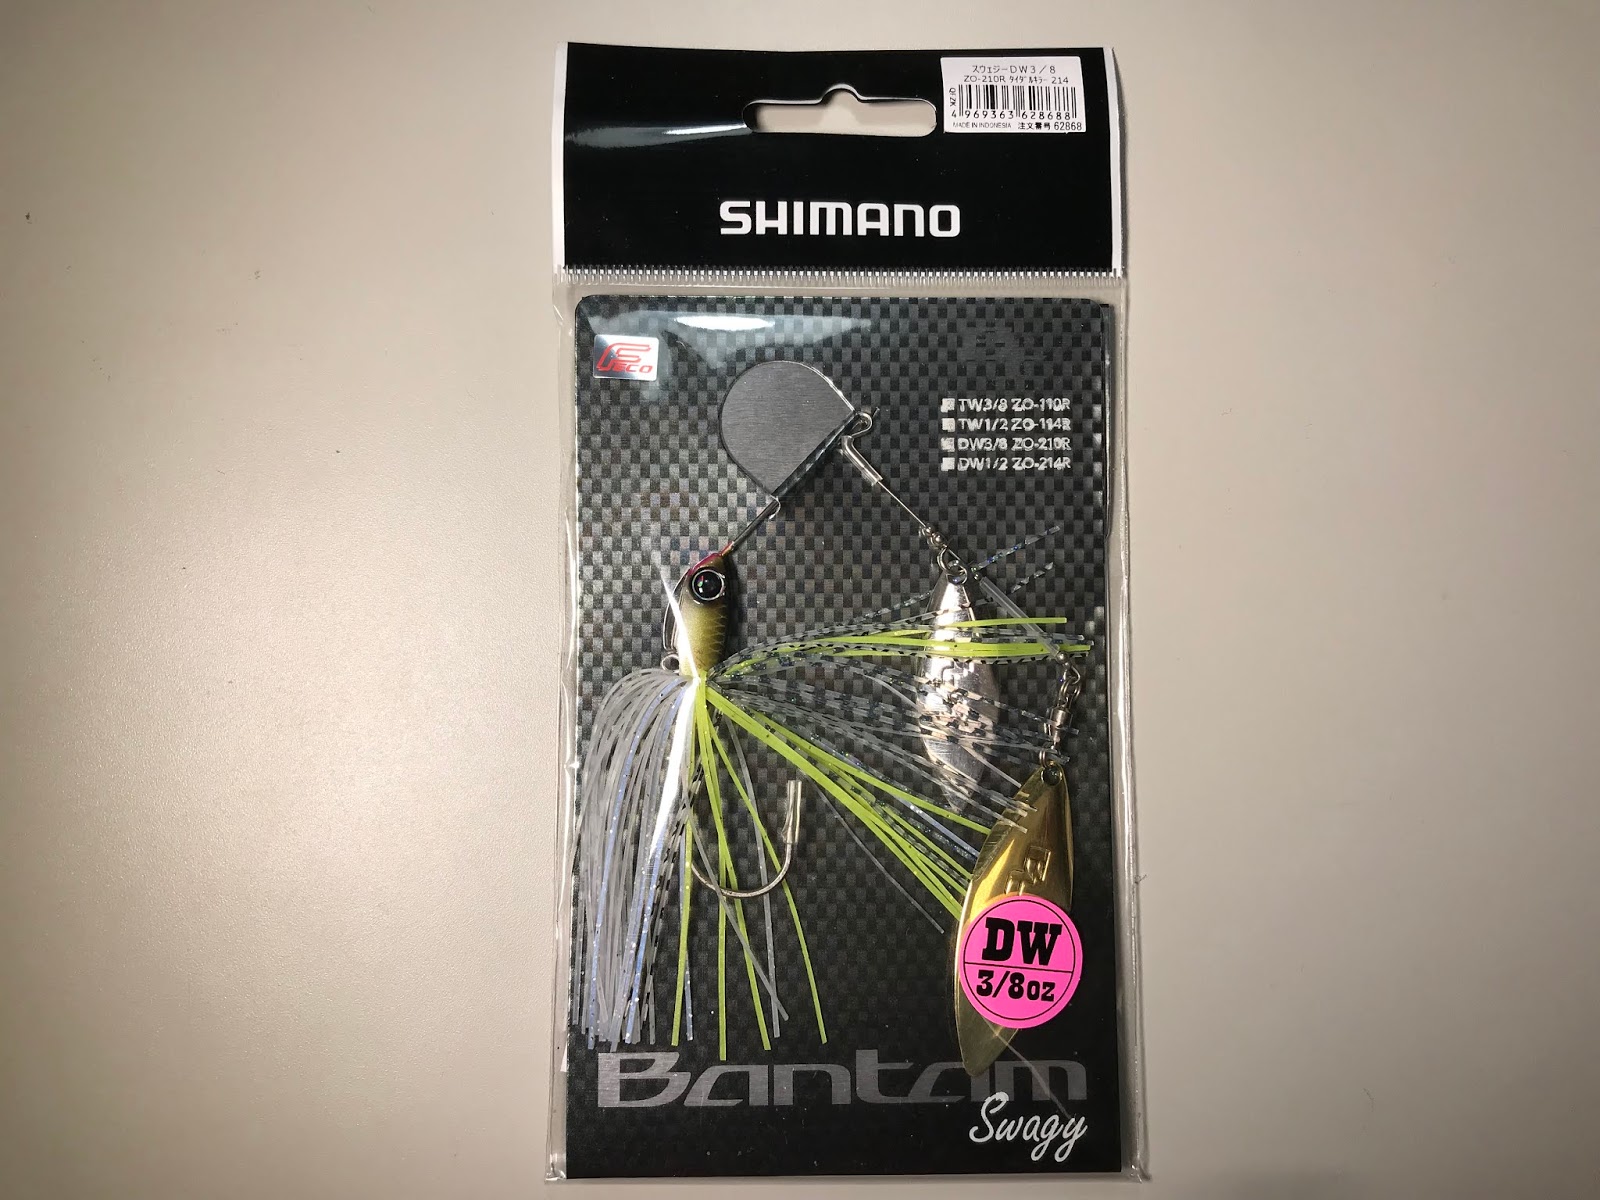 スウェジーDW3/8
ZO-210R ﾀｲﾀﾞﾙｷﾗｰ 214
4 969363 628688
MADE IN INDONESIA 注文番号 62868
SHIMANO
FECO
TW3/8 ZO-110R
TW1/2 ZO-114R
DW3/8 ZO-210R
DW1/2 ZO-214R
DW
3/8oz
Bantam
Swagy